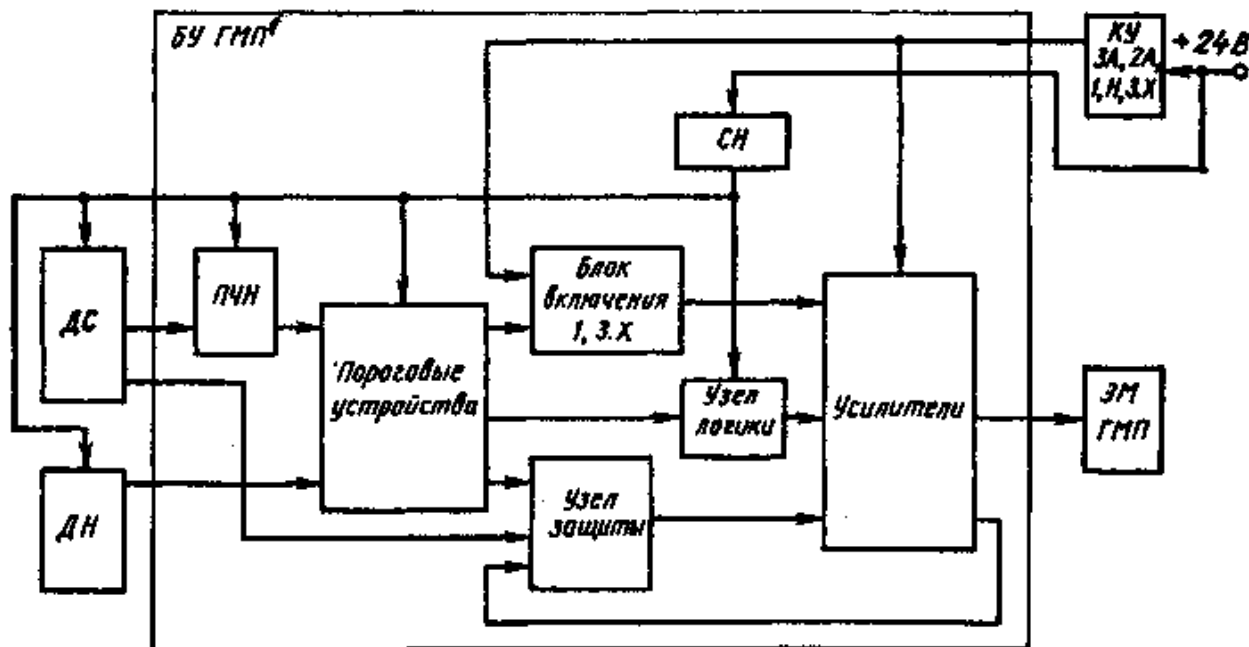 БУ ГМП
КУ
3А, 2А,
1, Н, 3.Х
+24В
СН
ДС
ПЧН
Блок
включения
1, 3.Х
Пороговые
устройства
Узел
логики
Усилители
ЭМ
ГМП
ДН
Узел
защиты